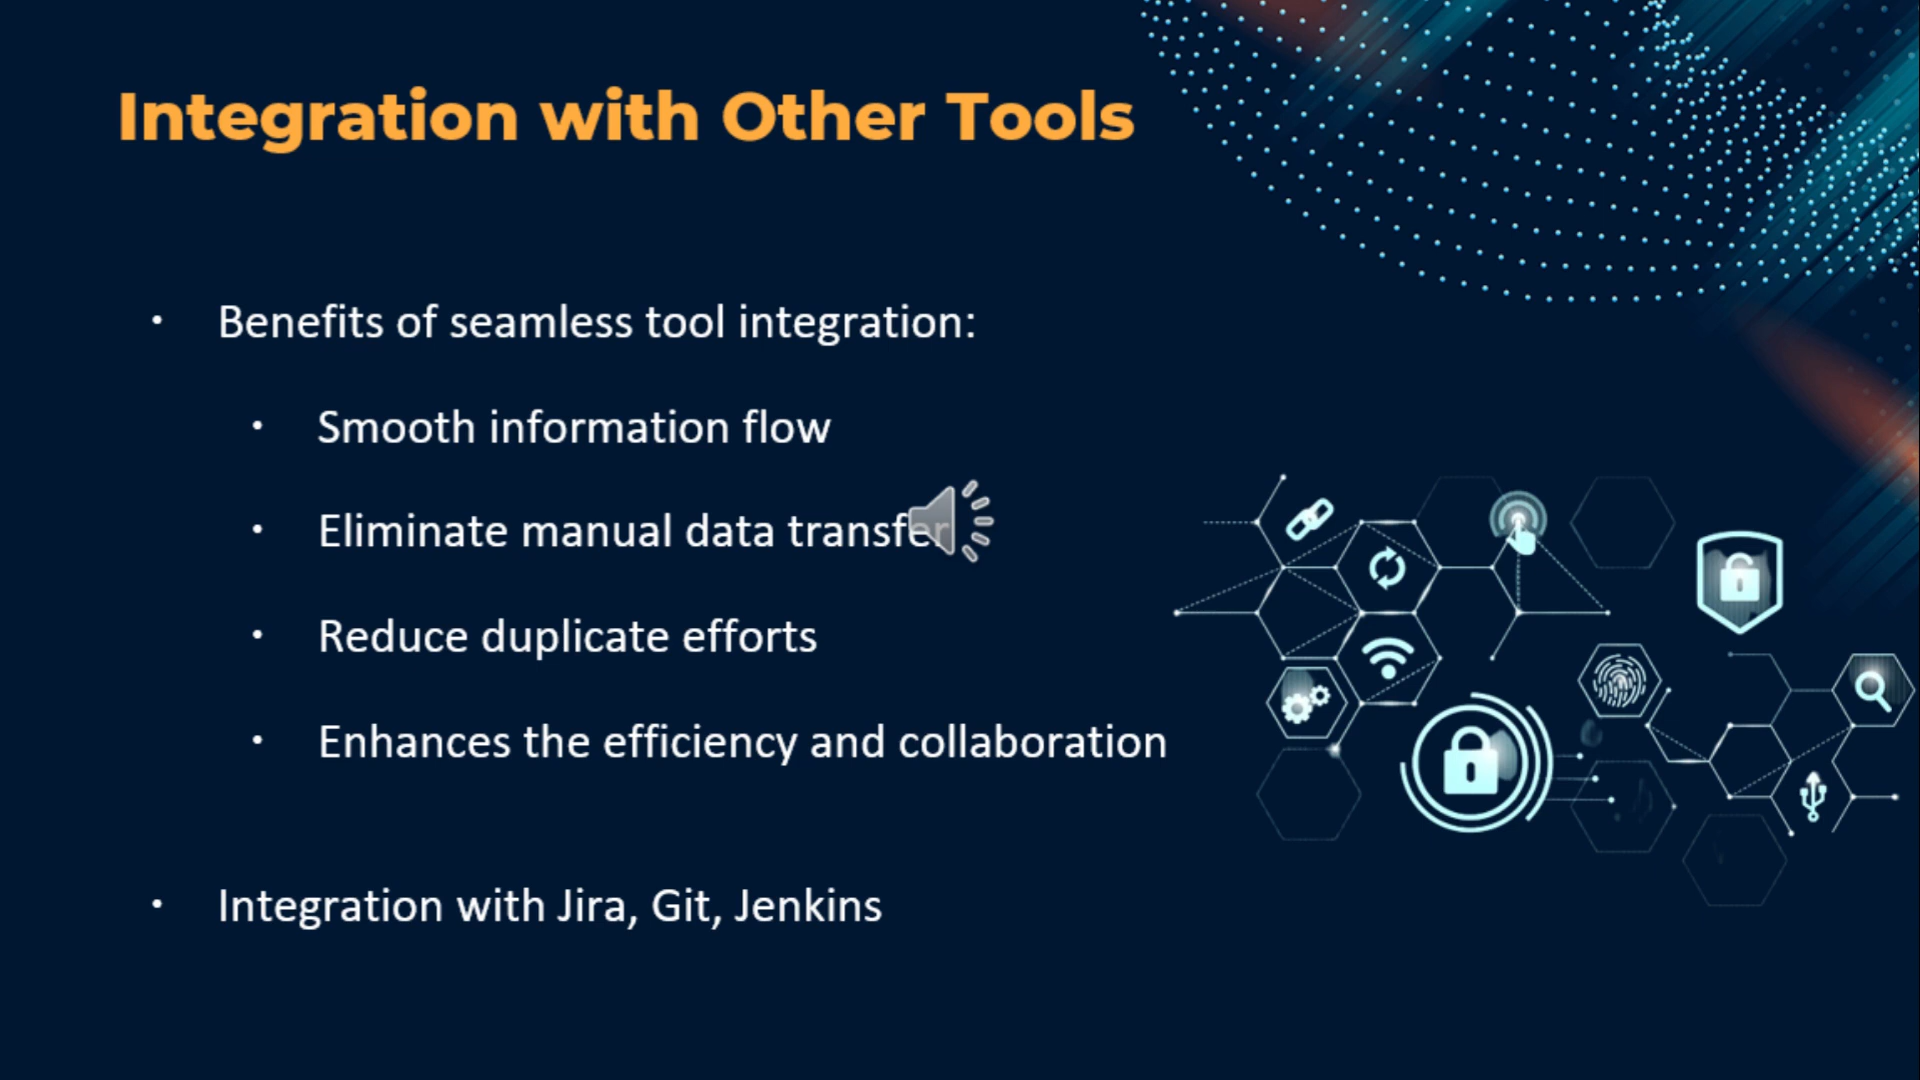 Integration with Other Tools
• Benefits of seamless tool integration:
• Smooth information flow
• Eliminate manual data transfer
• Reduce duplicate efforts
• Enhances the efficiency and collaboration
• Integration with Jira, Git, Jenkins